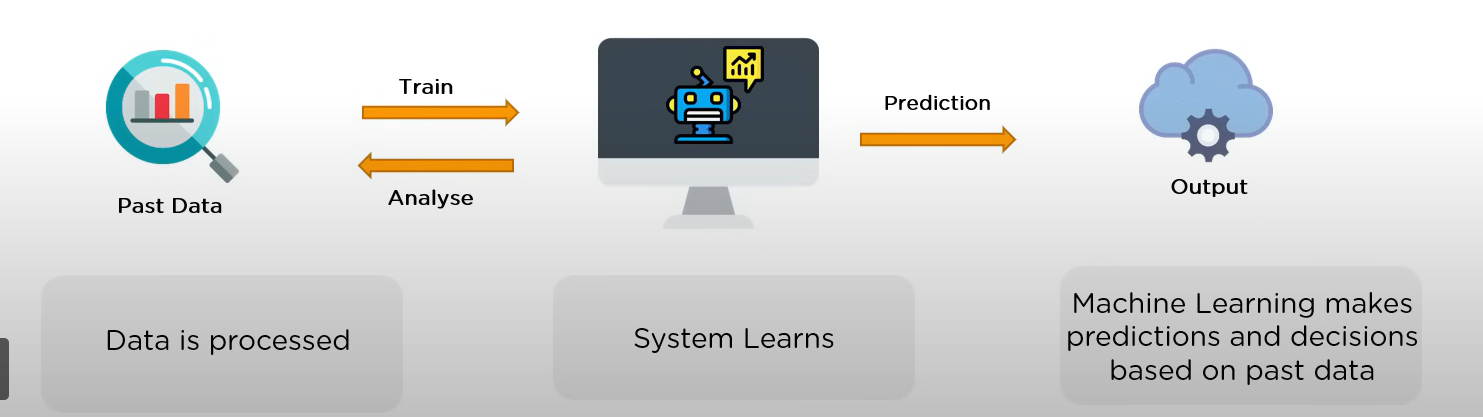 Train
Prediction
Analyse
Past Data
Output
Data is processed
System Learns
Machine Learning makes
predictions and decisions
based on past data